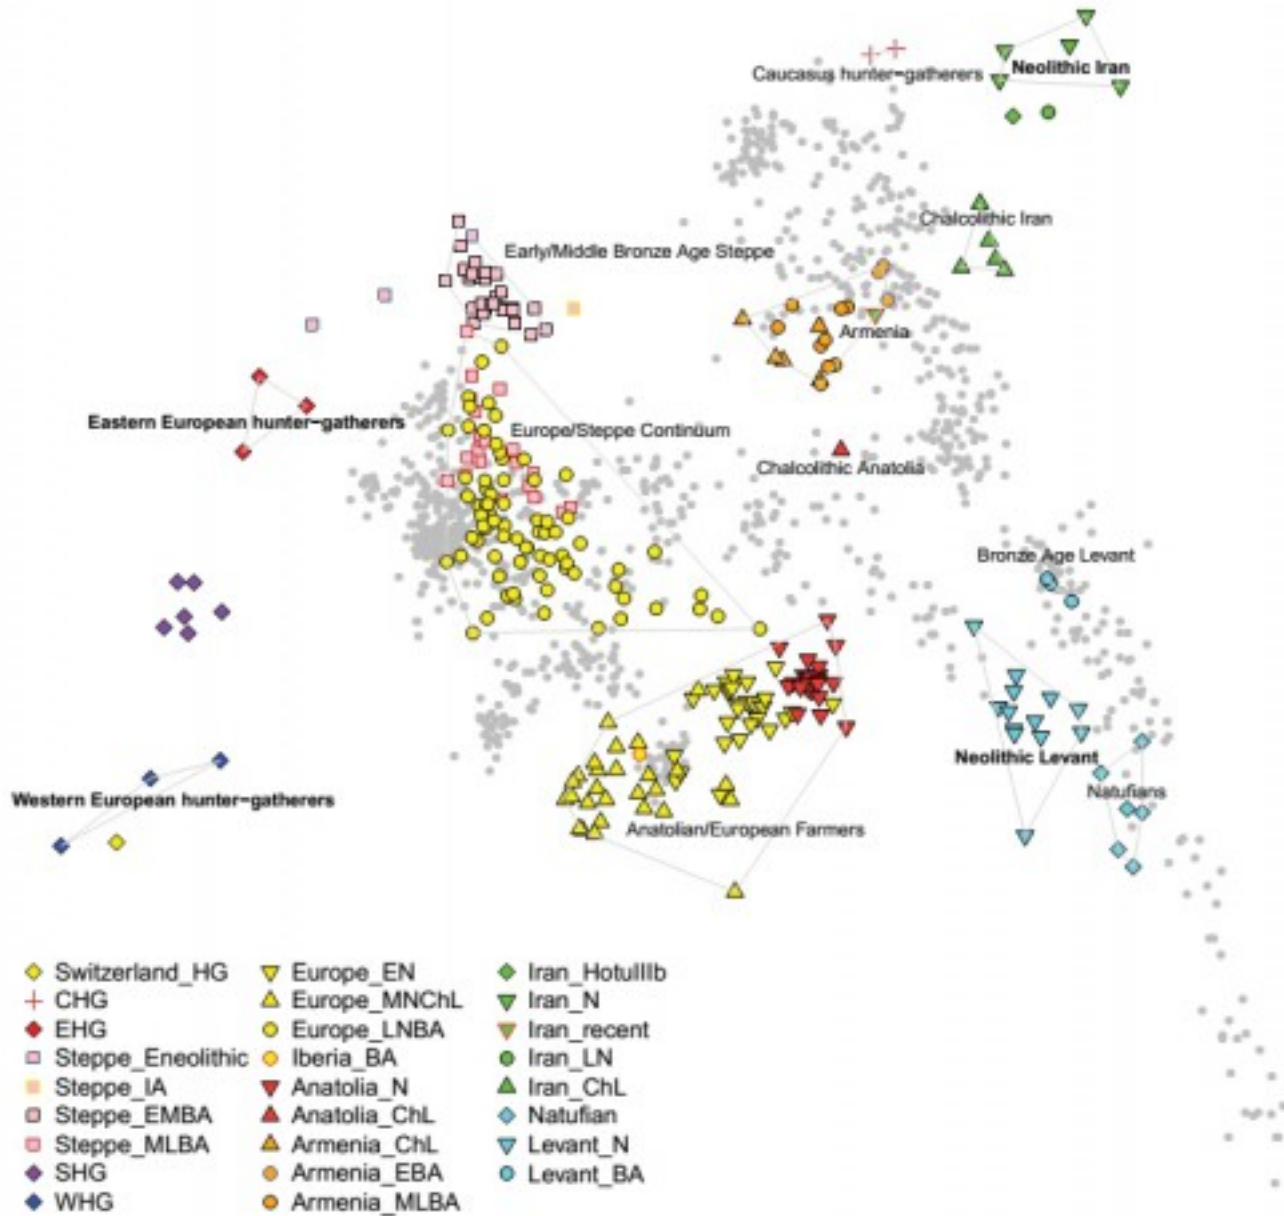 Caucasus hunter-gatherers
Neolithic Iran
Chalcolithic Iran
Early/Middle Bronze Age Steppe
Armenia
Eastern European hunter-gatherers
Europe/Steppe Continuum
Chalcolithic Anatolia
Bronze Age Levant
Neolithic Levant
Natufians
Western European hunter-gatherers
Anatolian/European Farmers
Switzerland_HG
CHG
EHG
Steppe_Eneolithic
Steppe_IA
Steppe_EMBA
Steppe_MLBA
SHG
WHG
Europe_EN
Europe_MNChL
Europe_LNBA
Iberia_BA
Anatolia_N
Anatolia_ChL
Armenia_ChL
Armenia_EBA
Armenia_MLBA
Iran_HotuIIIb
Iran_N
Iran_recent
Iran_LN
Iran_ChL
Natufian
Levant_N
Levant_BA